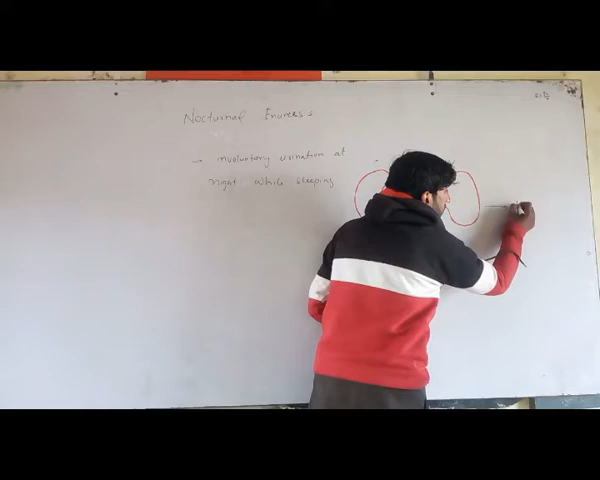 Nocturnal Enuresis
→ involuntary urination at
night while sleeping